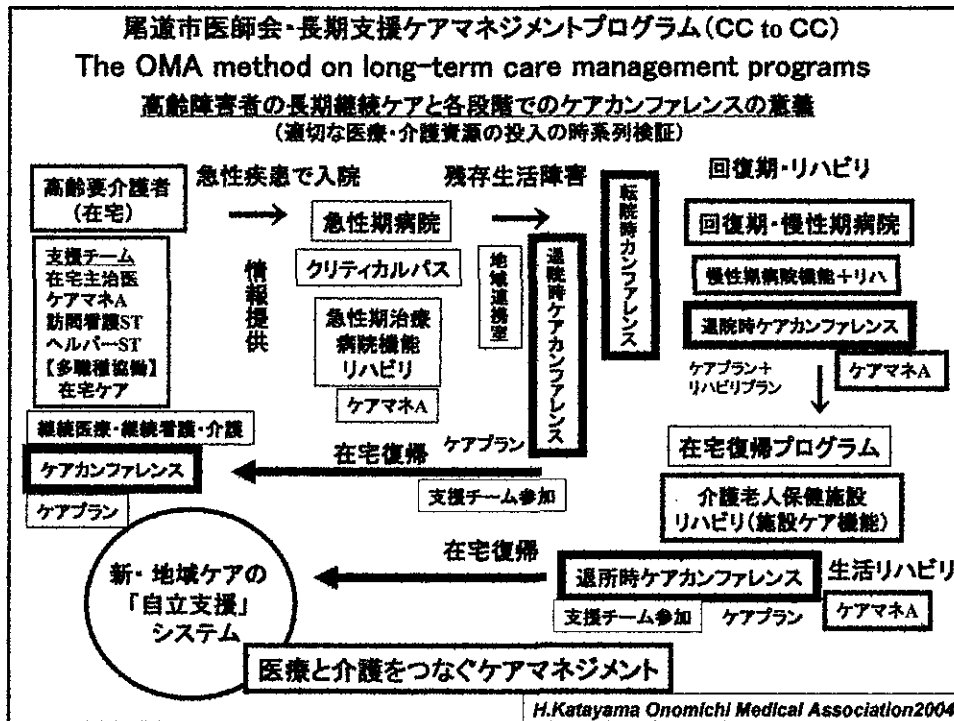 尾道市医師会・長期支援ケアマネジメントプログラム(CC to CC)
The OMA method on long-term care management programs
高齢障害者の長期継続ケアと各段階でのケアカンファレンスの意義
(適切な医療・介護資源の投入の時系列検証)
高齢要介護者
(在宅)
支援チーム
在宅主治医
ケアマネA
訪問看護ST
ヘルパーST
【多職種協働】
在宅ケア
継続医療・継続看護・介護
ケアカンファレンス
ケアプラン
急性疾患で入院
情報提供
急性期病院
クリティカルパス
急性期治療
病院機能
リハビリ
ケアマネA
残存生活障害
地域連携室
退院時ケアカンファレンス
ケアプラン
在宅復帰
支援チーム参加
転院時カンファレンス
回復期・リハビリ
回復期・慢性期病院
慢性期病院機能+リハ
退院時ケアカンファレンス
ケアプラン+
リハビリプラン
ケアマネA
在宅復帰プログラム
介護老人保健施設
リハビリ(施設ケア機能)
在宅復帰
退所時ケアカンファレンス
生活リハビリ
支援チーム参加
ケアプラン
ケアマネA
新・地域ケアの
「自立支援」
システム
医療と介護をつなぐケアマネジメント
H.Katayama Onomichi Medical Association2004